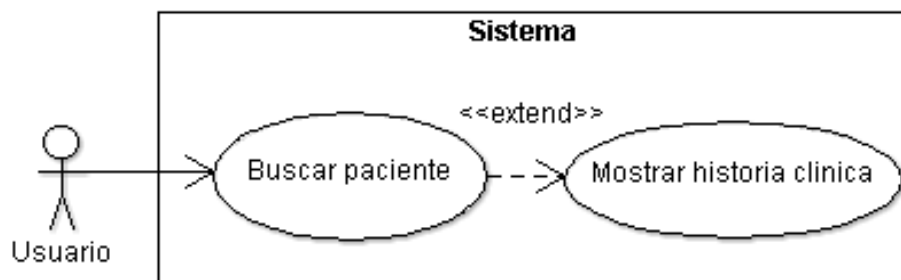 Sistema
<<extend>>
Buscar paciente
Mostrar historia clinica
Usuario